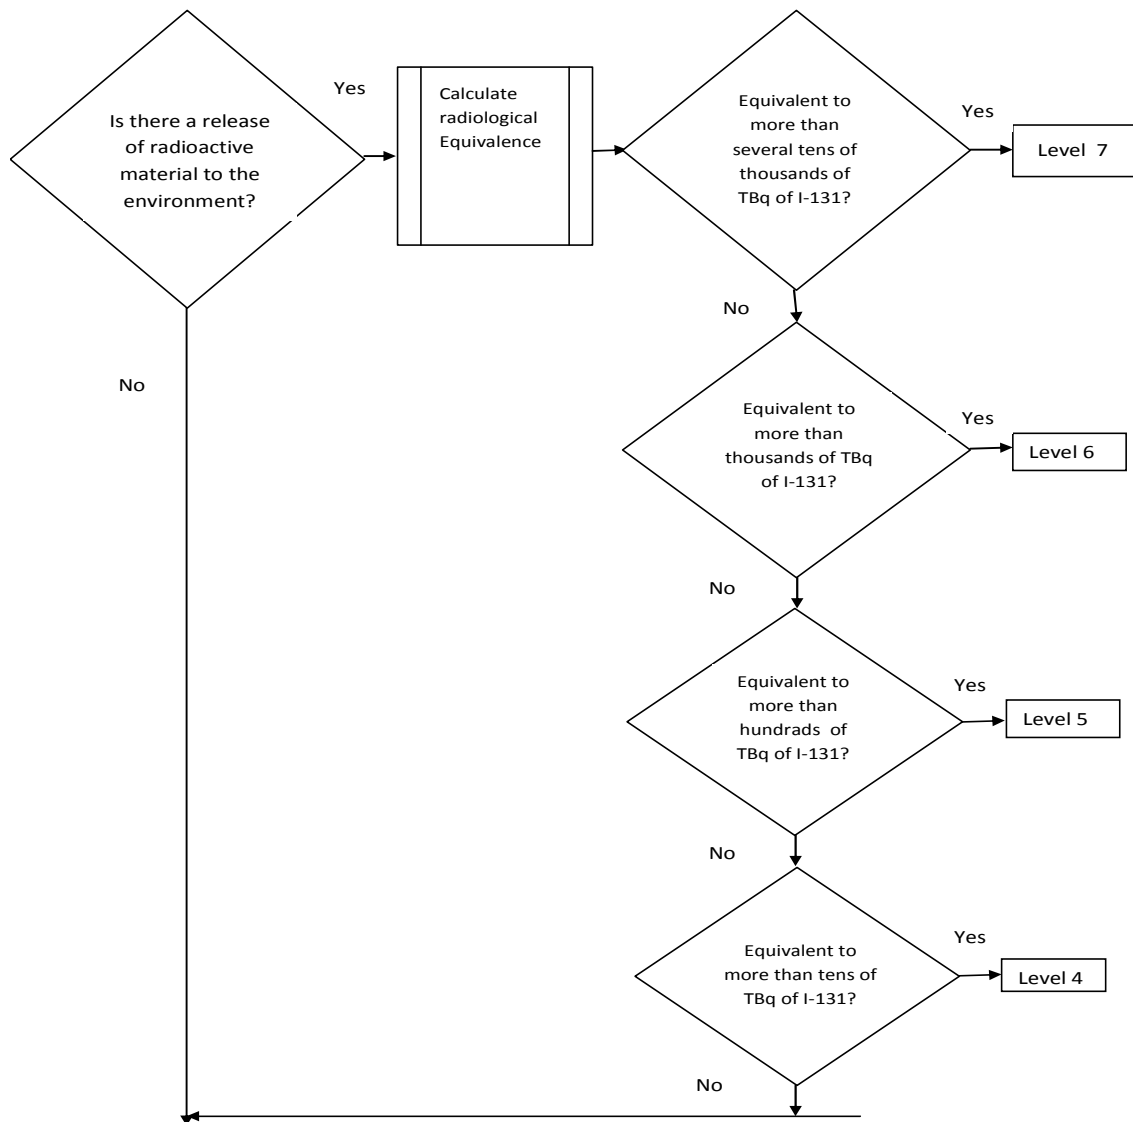 Is there a release
of radioactive
material to the
environment?
Yes
No
Calculate
radiological
Equivalence
Equivalent to
more than
several tens of
thousands of
TBq of I-131?
Yes
Level 7
No
Equivalent to
more than
thousands of TBq
of I-131?
Yes
Level 6
No
Equivalent to
more than
hundrads of
TBq of I-131?
Yes
Level 5
No
Equivalent to
more than tens of
TBq of I-131?
Yes
Level 4
No